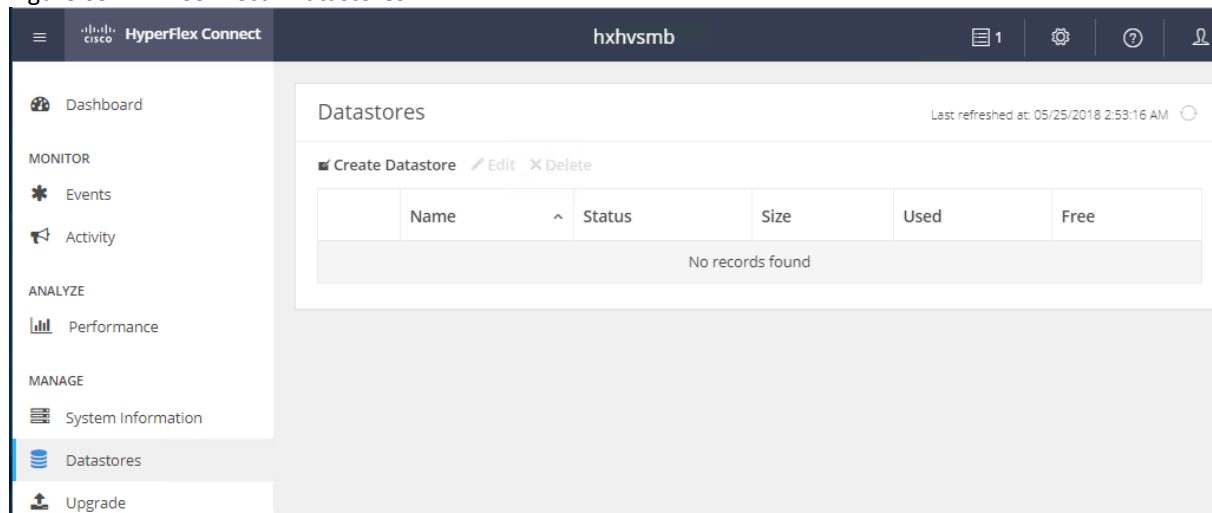 cisco HyperFlex Connect
hxhvsmb
1
Dashboard
MONITOR
Events
Activity
ANALYZE
Performance
MANAGE
System Information
Datastores
Upgrade
Datastores
Last refreshed at: 05/25/2018 2:53:16 AM
Create Datastore Edit Delete
Name Status Size Used Free
No records found